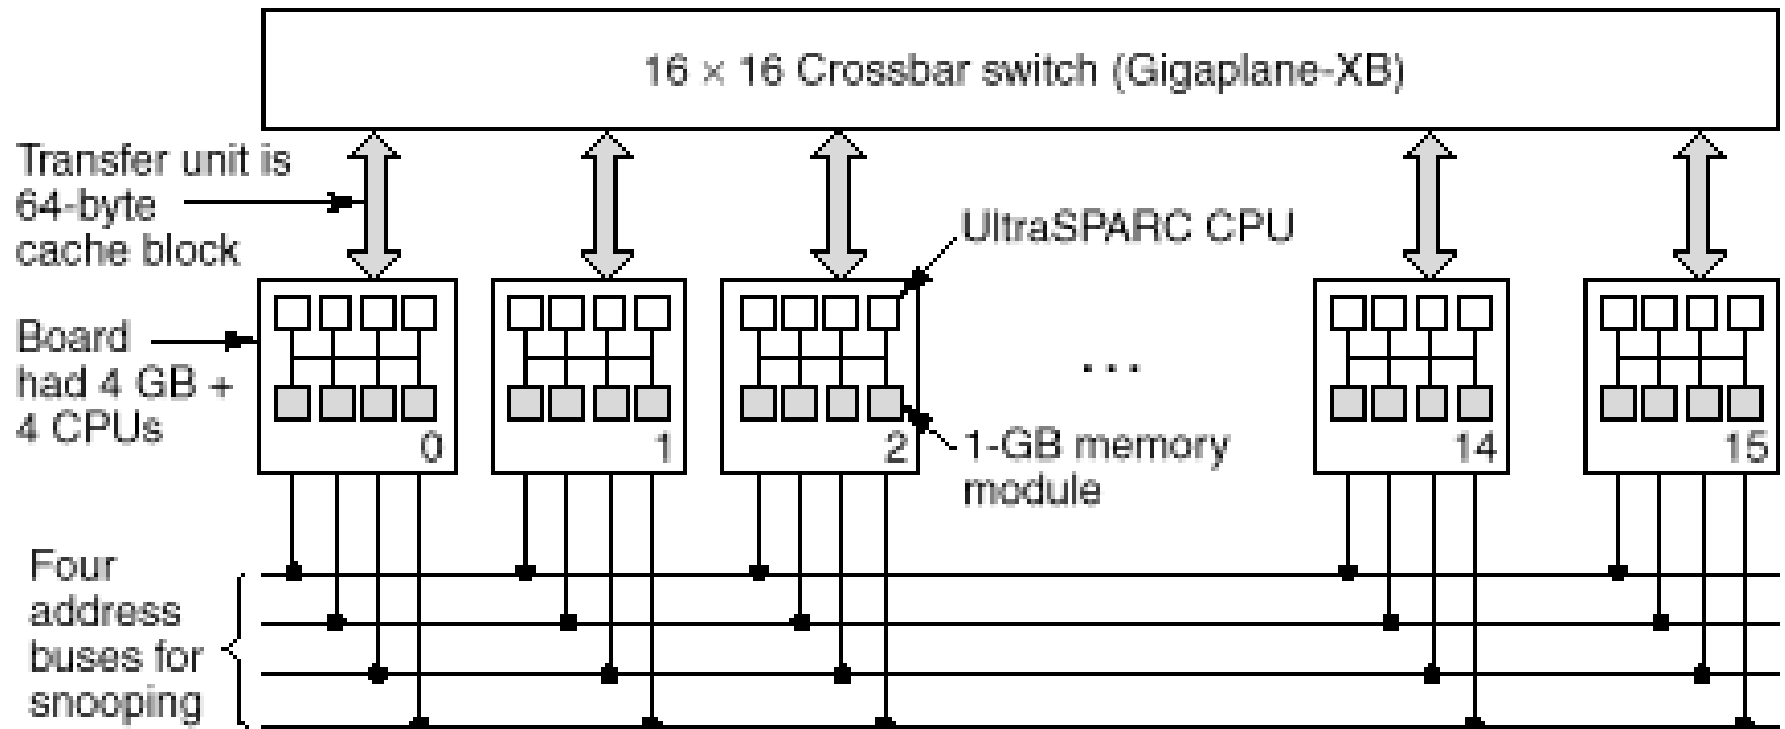 16 × 16 Crossbar switch (Gigaplane-XB)
Transfer unit is
64-byte
cache block
UltraSPARC CPU
Board
had 4 GB +
4 CPUs
...
0
1
2
14
15
1-GB memory
module
Four
address
buses for
snooping